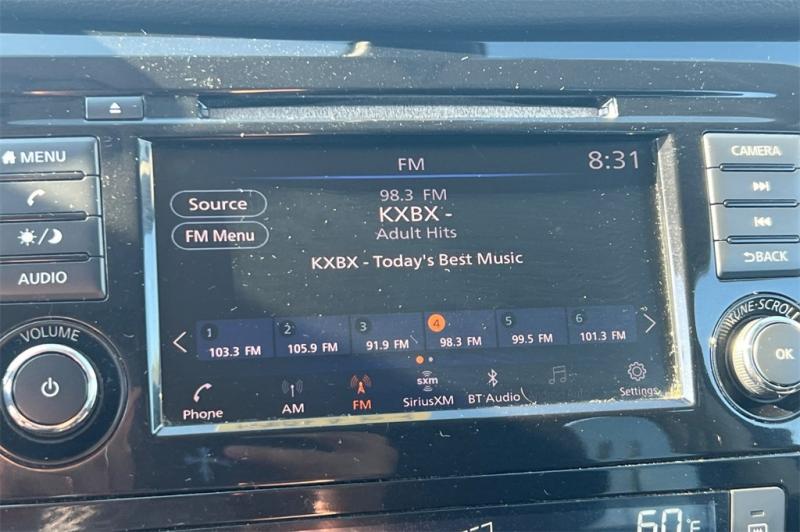 MENU
AUDIO
VOLUME
FM
8:31
Source
FM Menu
98.3 FM
KXBX -
Adult Hits
KXBX - Today's Best Music
1 2 3 4 5 6
103.3 FM 105.9 FM 91.9 FM 98.3 FM 99.5 FM 101.3 FM
Phone AM FM sxm SiriusXM BT Audio Settings
CAMERA
BACK
TUNE·SCROLL
OK
60°F